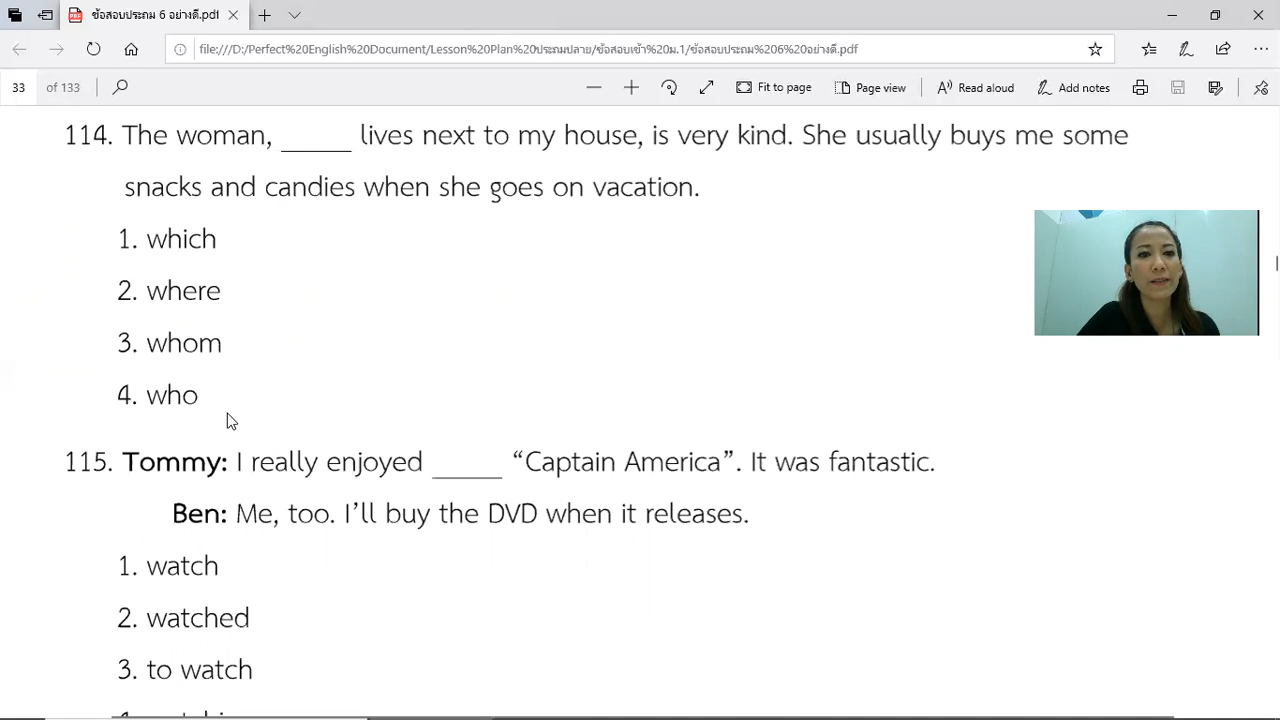 ข้อสอบประถม 6 อย่างดี.pdf
file:///D:/Perfect%20English%20Document/Lesson%20Plan%20ประถมปลาย/ข้อสอบเข้า%20ม.1/ข้อสอบประถม%206%20อย่างดี.pdf
33 of 133 Fit to page Page view Read aloud Add notes
114. The woman, _____ lives next to my house, is very kind. She usually buys me some
snacks and candies when she goes on vacation.
1. which
2. where
3. whom
4. who
115. Tommy: I really enjoyed _____ “Captain America”. It was fantastic.
Ben: Me, too. I’ll buy the DVD when it releases.
1. watch
2. watched
3. to watch